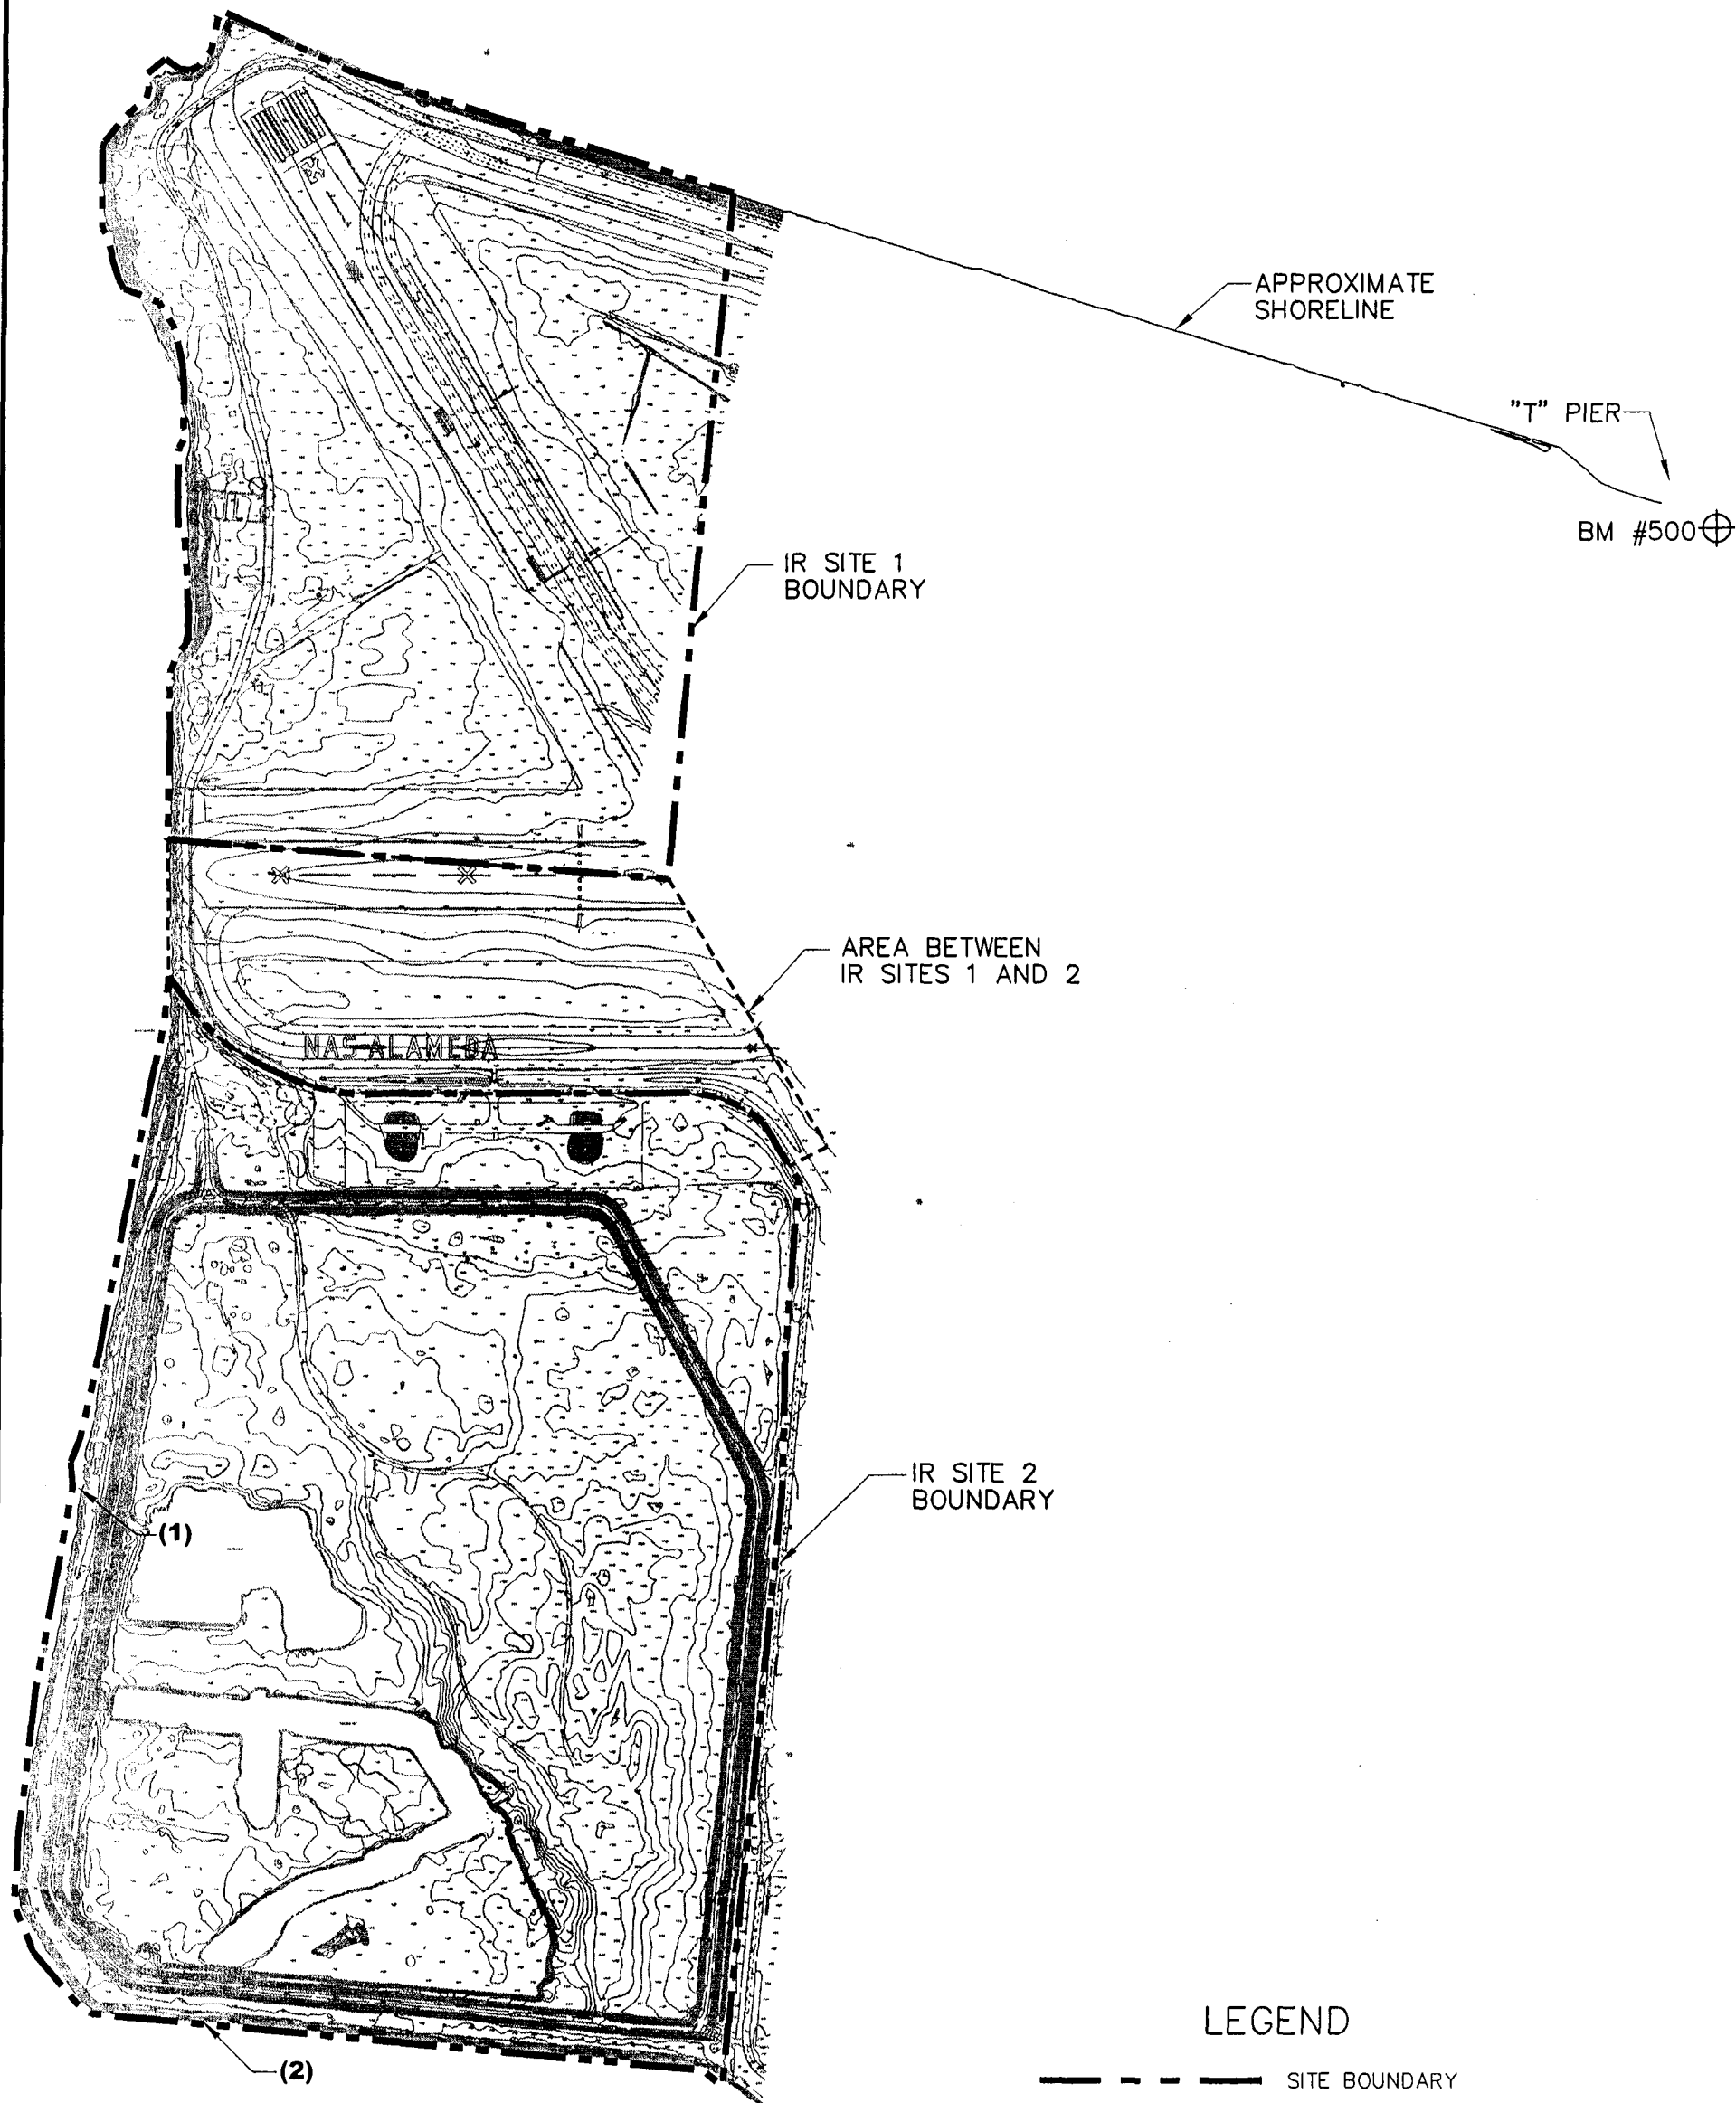 APPROXIMATE
SHORELINE
"T" PIER
BM #500
IR SITE 1
BOUNDARY
AREA BETWEEN
IR SITES 1 AND 2
NAS ALAMEDA
IR SITE 2
BOUNDARY
(1)
(2)
LEGEND
SITE BOUNDARY